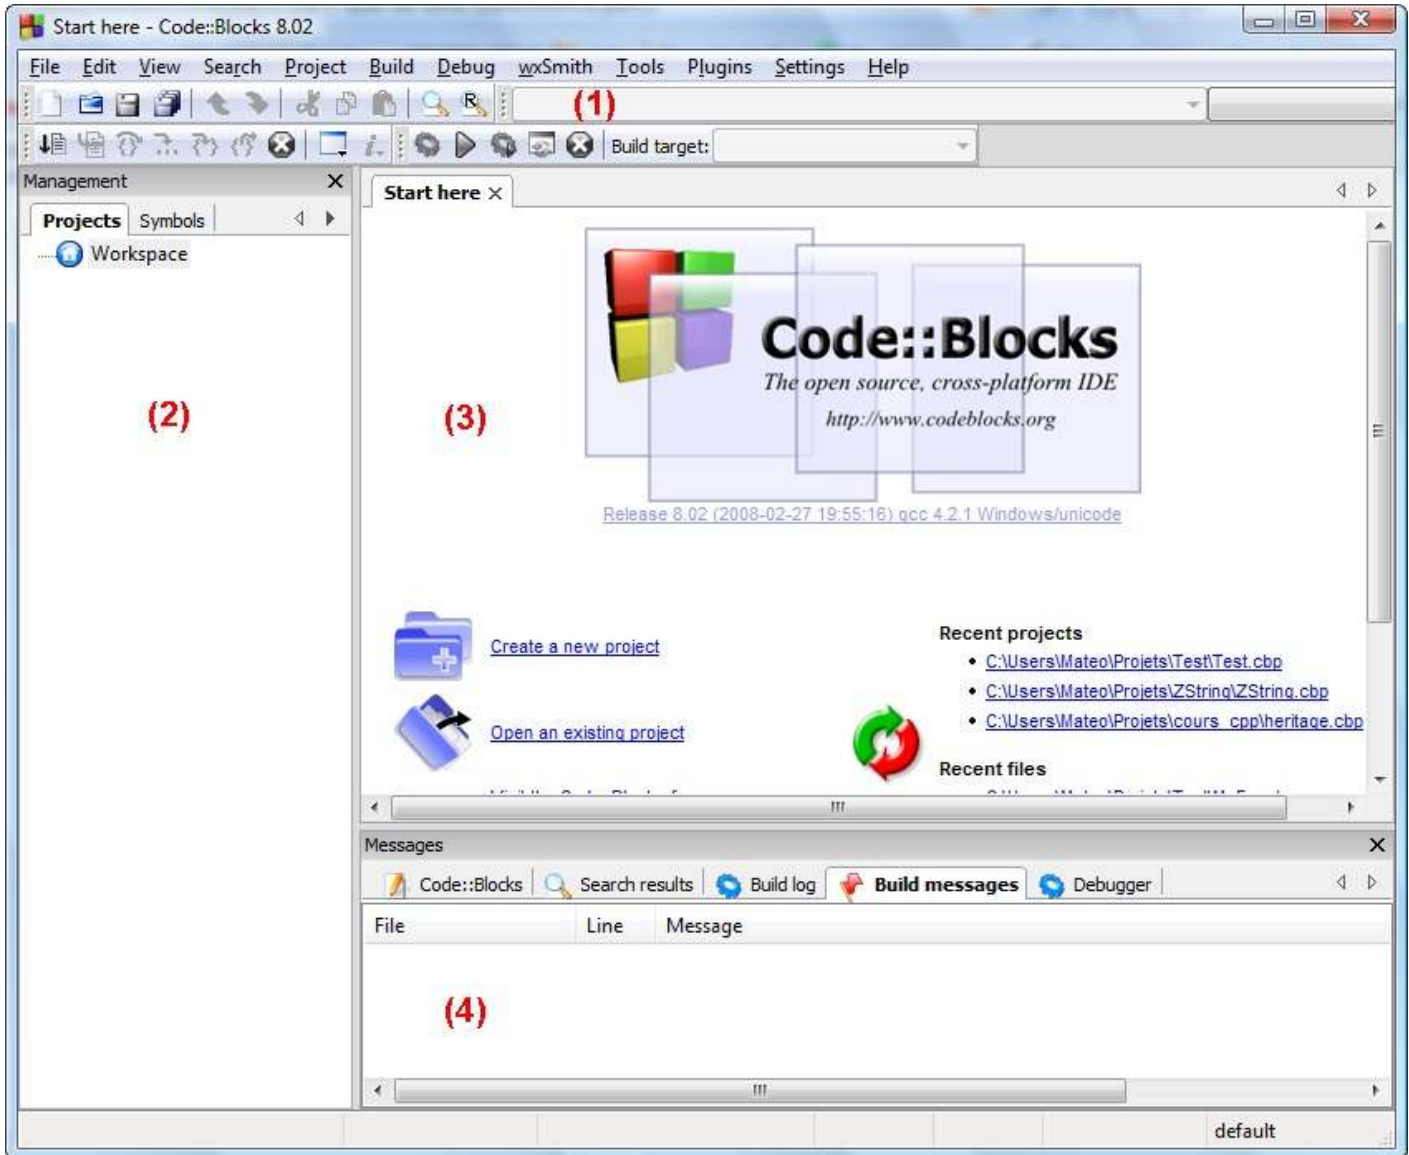 Start here - Code::Blocks 8.02
File Edit View Search Project Build Debug wxSmith Tools Plugins Settings Help
(1)
Build target:
Management
Projects Symbols
Workspace
(2)
Start here
Code::Blocks
The open source, cross-platform IDE
http://www.codeblocks.org
(3)
Release 8.02 (2008-02-27 19:55:16) gcc 4.2.1 Windows/unicode
Create a new project
Open an existing project
Recent projects
C:\Users\Mateo\Projets\Test\Test.cbp
C:\Users\Mateo\Projets\ZString\ZString.cbp
C:\Users\Mateo\Projets\cours_cpp\heritage.cbp
Recent files
Messages
Code::Blocks Search results Build log Build messages Debugger
File Line Message
(4)
default